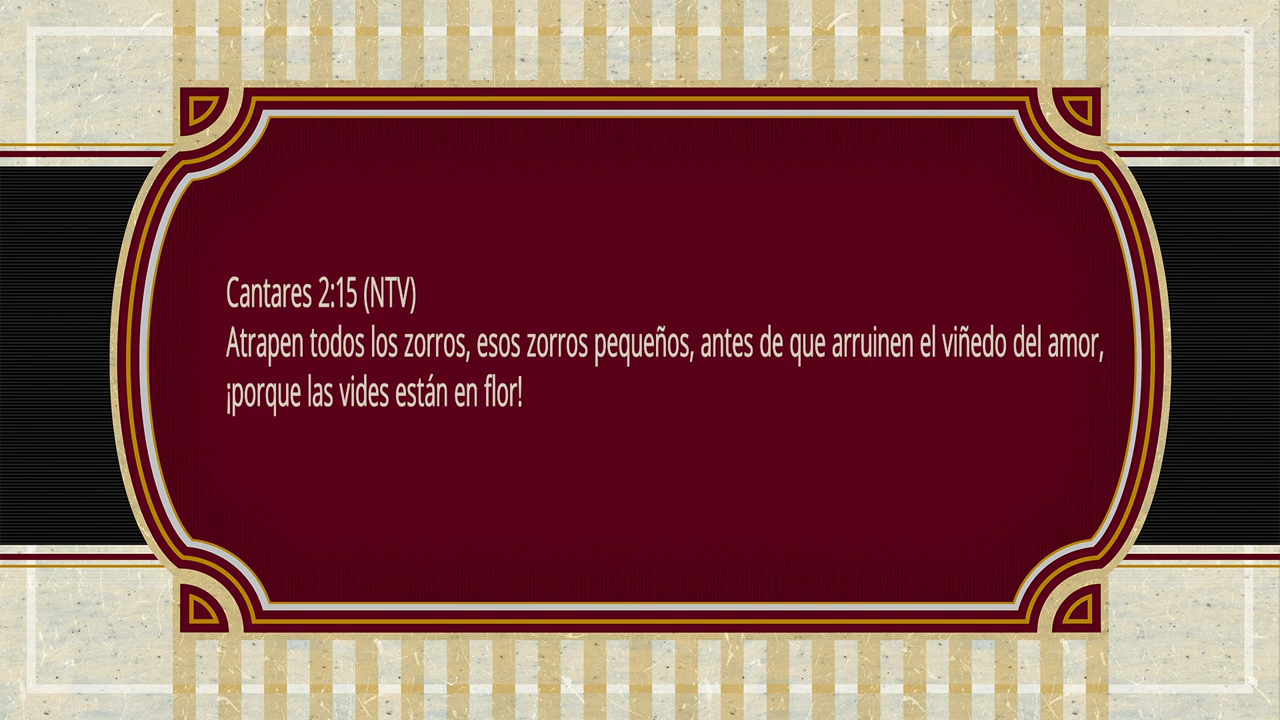 Cantares 2:15 (NTV)
Atrapen todos los zorros, esos zorros pequeños, antes de que arruinen el viñedo del amor,
¡porque las vides están en flor!